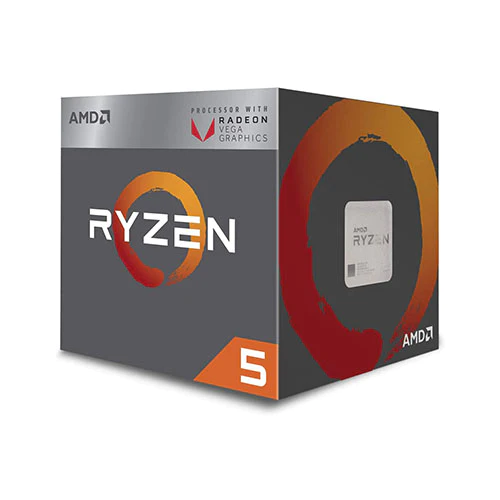 AMD
PROCESSOR WITH
RADEON
VEGA
GRAPHICS
RYZEN
5
AMD
RYZEN
AMD